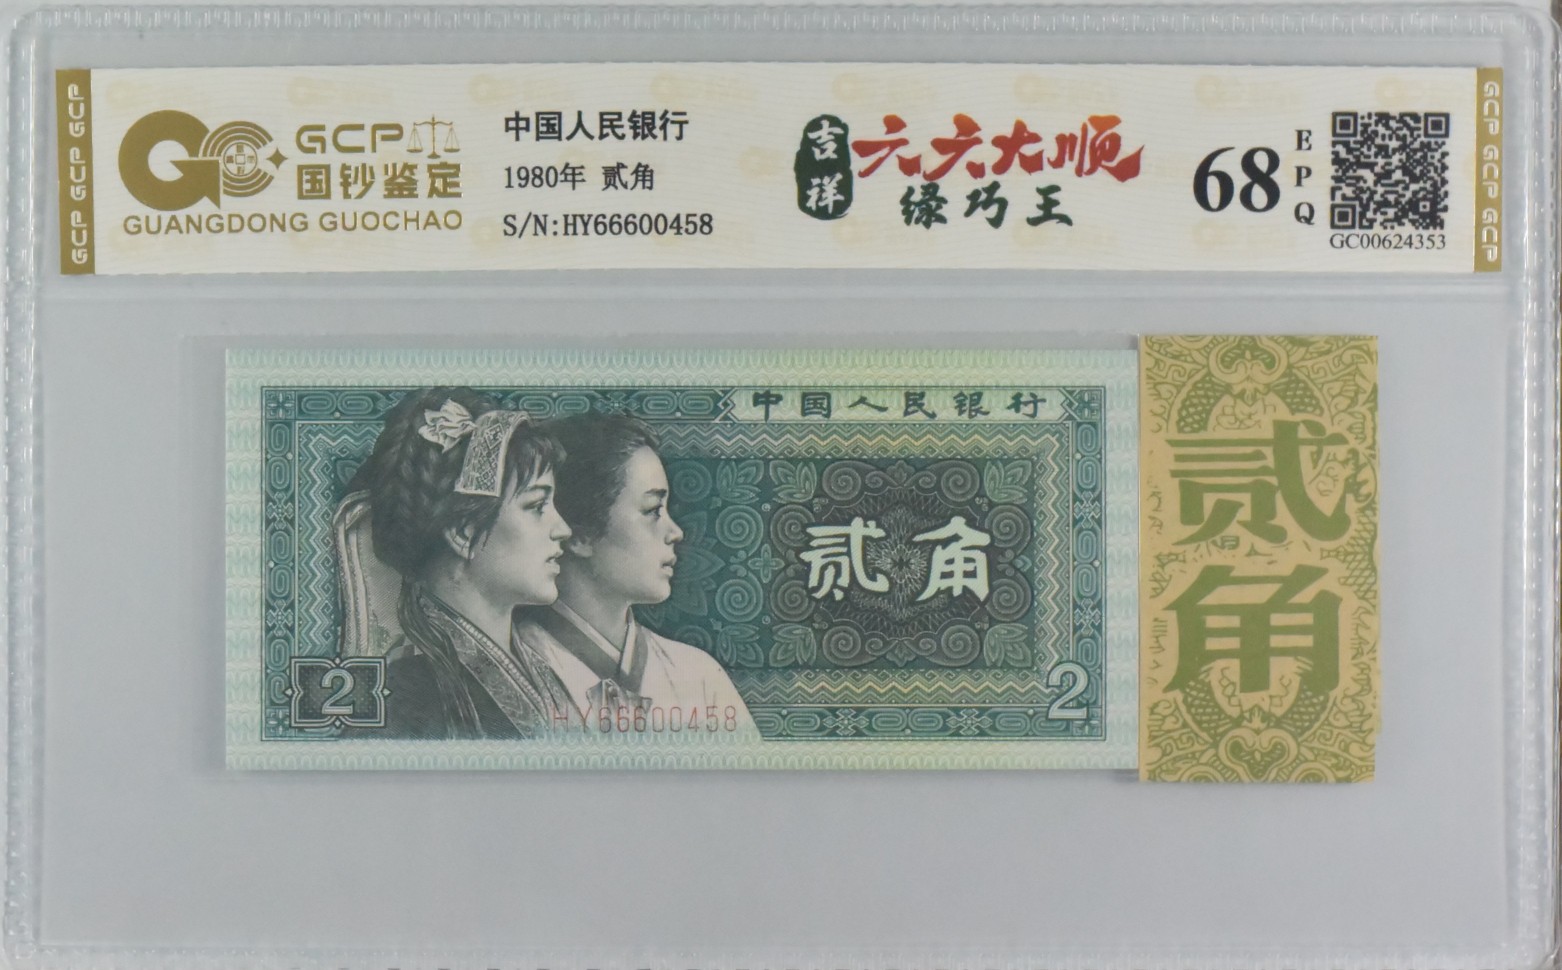 GCP GCP GCP
GCP
国钞鉴定
GUANGDONG GUOCHAO
中国人民银行
1980年 贰角
S/N:HY66600458
吉祥
六六大顺
绿巧王
68
EPQ
GC00624353
GCP GCP GCP
中国人民银行
贰角
2
2
HY66600458
贰角